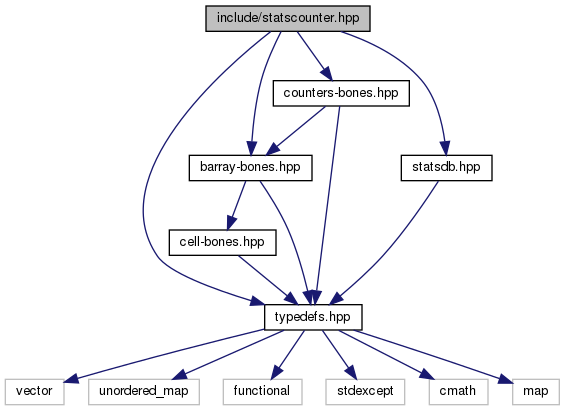 include/statscounter.hpp
counters-bones.hpp
barray-bones.hpp
statsdb.hpp
cell-bones.hpp
typedefs.hpp
vector
unordered_map
functional
stdexcept
cmath
map